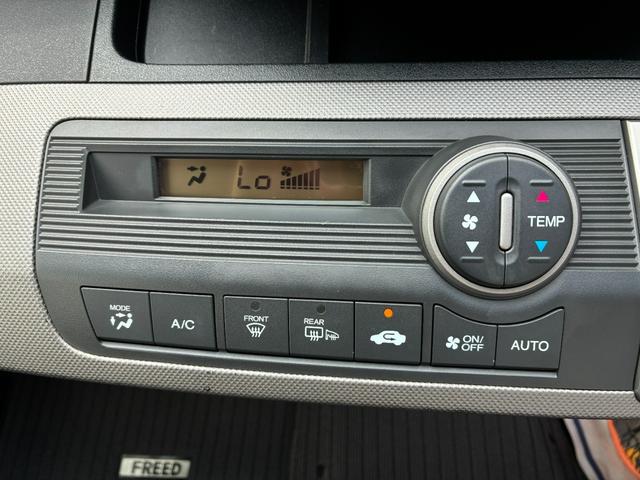 Lo
TEMP
MODE
A/C
FRONT
REAR
ON/
OFF
AUTO
FREED